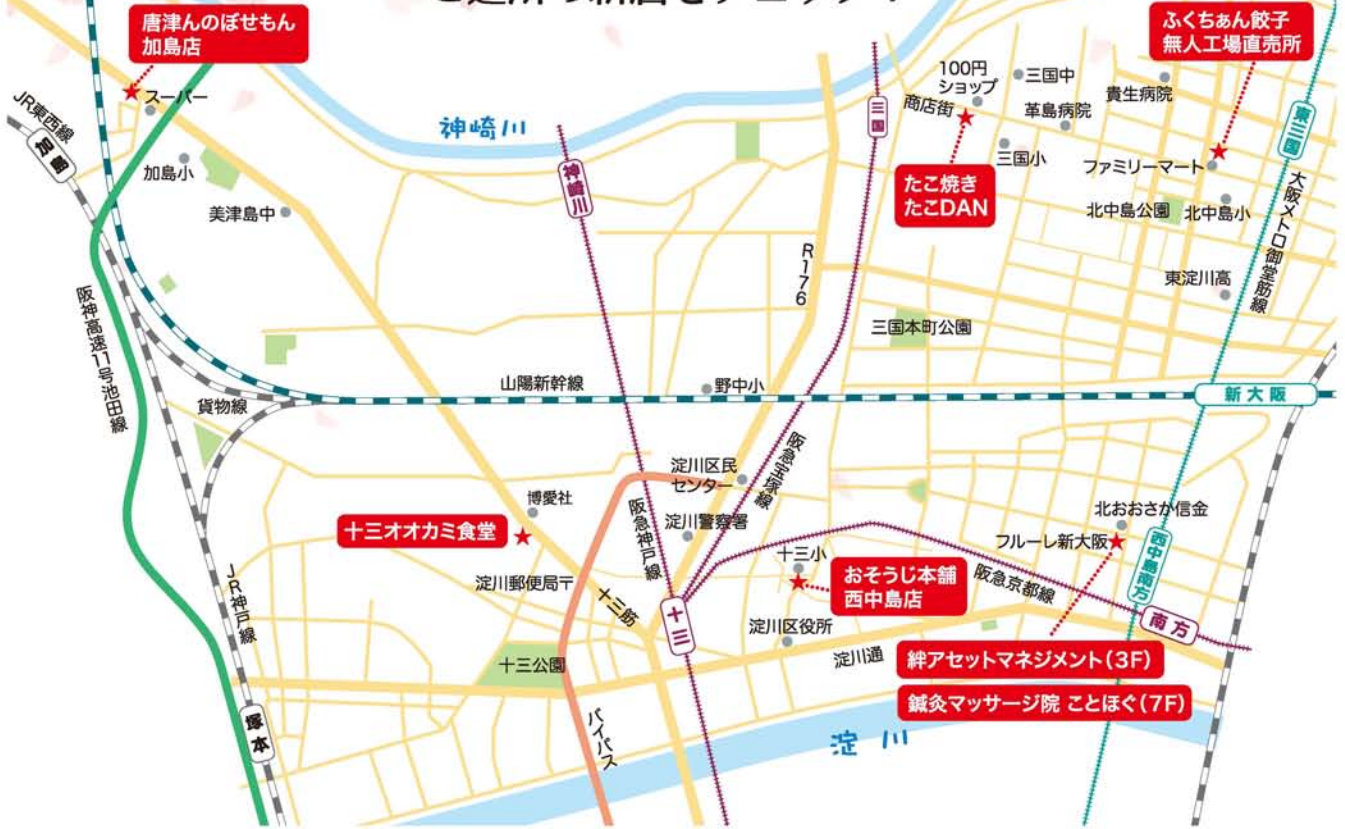 唐津んのぼせもん
加島店
ふくちぁん餃子
無人工場直売所
スーパー
JR東西線
加島
加島小
美津島中
神崎川
神崎川
三国
100円
ショップ
商店街
三国中
革島病院
貴生病院
三国小
たこ焼き
たこDAN
ファミリーマート
東三国
大阪メトロ御堂筋線
北中島公園
北中島小
東淀川高
R176
三国本町公園
阪神高速11号池田線
貨物線
山陽新幹線
野中小
新大阪
淀川区民
センター
阪急宝塚線
博愛社
阪急神戸線
淀川警察署
十三オオカミ食堂
北おおさか信金
フルーレ新大阪
西中島南方
十三小
おそうじ本舗
西中島店
阪急京都線
淀川郵便局〒
十三筋
十三
JR神戸線
淀川区役所
南方
淀川通
十三公園
絆アセットマネジメント(3F)
鍼灸マッサージ院 ことほぐ(7F)
塚本
バイパス
淀川